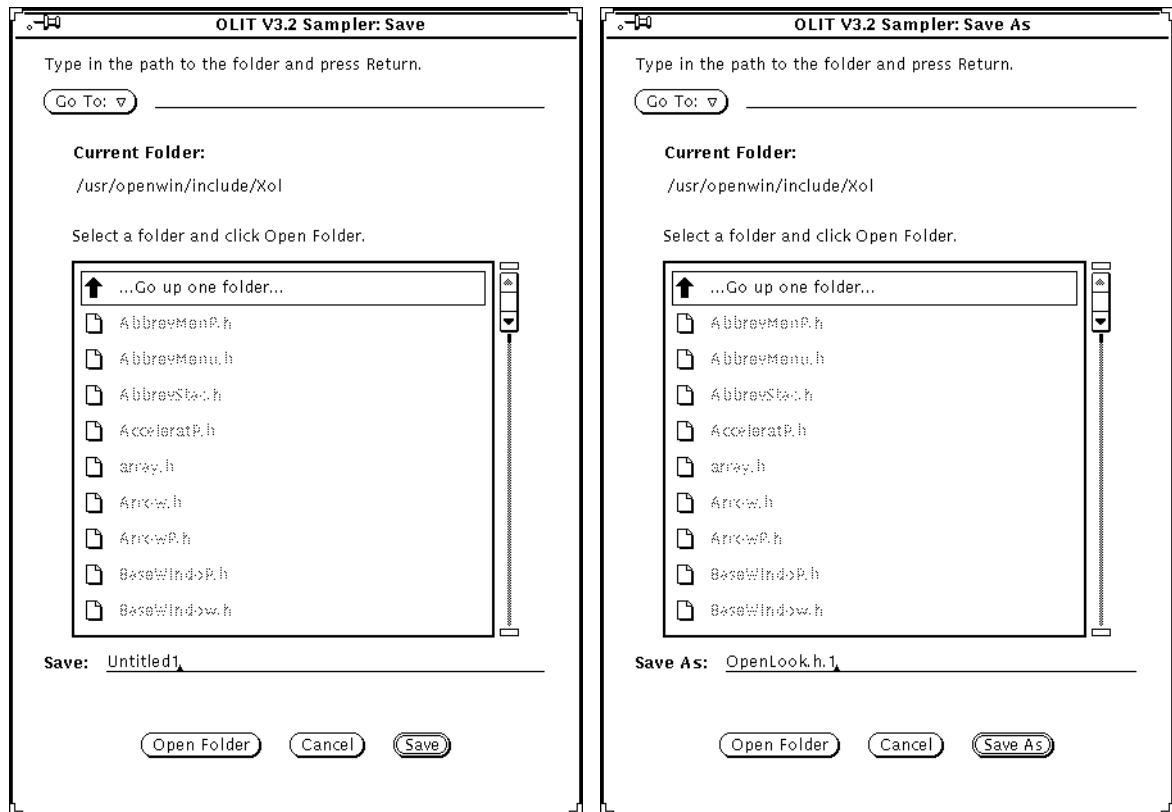 OLIT V3.2 Sampler: Save
Type in the path to the folder and press Return.
Go To:
Current Folder:
/usr/openwin/include/Xol
Select a folder and click Open Folder.
...Go up one folder...
AbbrevMenP.h
AbbrevMenu.h
AbbrevStac.h
AcceleratP.h
array.h
Arrow.h
ArrowP.h
BaseWindoP.h
BaseWindow.h
Save: Untitled1
Open Folder Cancel Save
OLIT V3.2 Sampler: Save As
Type in the path to the folder and press Return.
Go To:
Current Folder:
/usr/openwin/include/Xol
Select a folder and click Open Folder.
...Go up one folder...
AbbrevMenP.h
AbbrevMenu.h
AbbrevStac.h
AcceleratP.h
array.h
Arrow.h
ArrowP.h
BaseWindoP.h
BaseWindow.h
Save As: OpenLook.h.1
Open Folder Cancel Save As